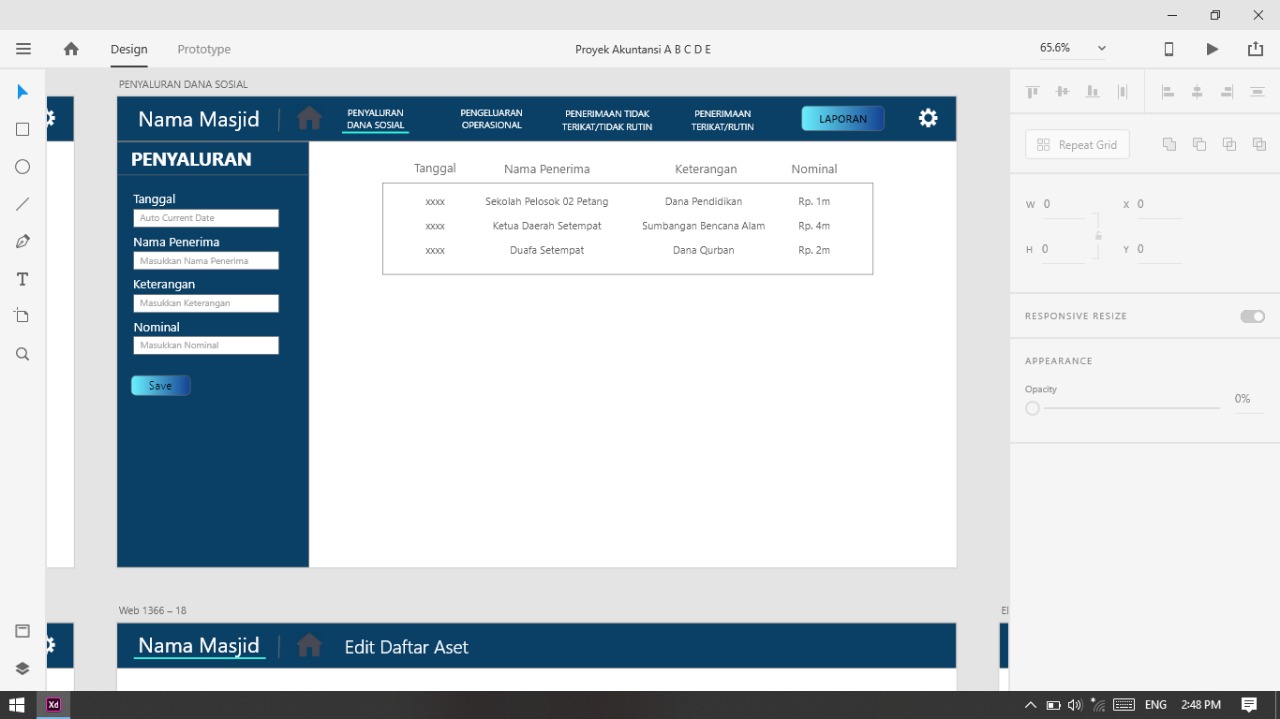 Design
Prototype
Proyek Akuntansi A B C D E
65.6%
PENYALURAN DANA SOSIAL
Nama Masjid
PENYALURAN
DANA SOSIAL
PENGELUARAN
OPERASIONAL
PENERIMAAN TIDAK
TERIKAT/TIDAK RUTIN
PENERIMAAN
TERIKAT/RUTIN
LAPORAN
PENYALURAN
Tanggal
Auto Current Date
Nama Penerima
Masukkan Nama Penerima
Keterangan
Masukkan Keterangan
Nominal
Masukkan Nominal
Save
Tanggal Nama Penerima Keterangan Nominal
xxxx Sekolah Pelosok 02 Petang Dana Pendidikan Rp. 1m
xxxx Ketua Daerah Setempat Sumbangan Bencana Alam Rp. 4m
xxxx Duafa Setempat Dana Qurban Rp. 2m
Repeat Grid
W 0 X 0
H 0 Y 0
RESPONSIVE RESIZE
APPEARANCE
Opacity
0%
Web 1366 – 18
El
Nama Masjid
Edit Daftar Aset
Xd
ENG 2:48 PM